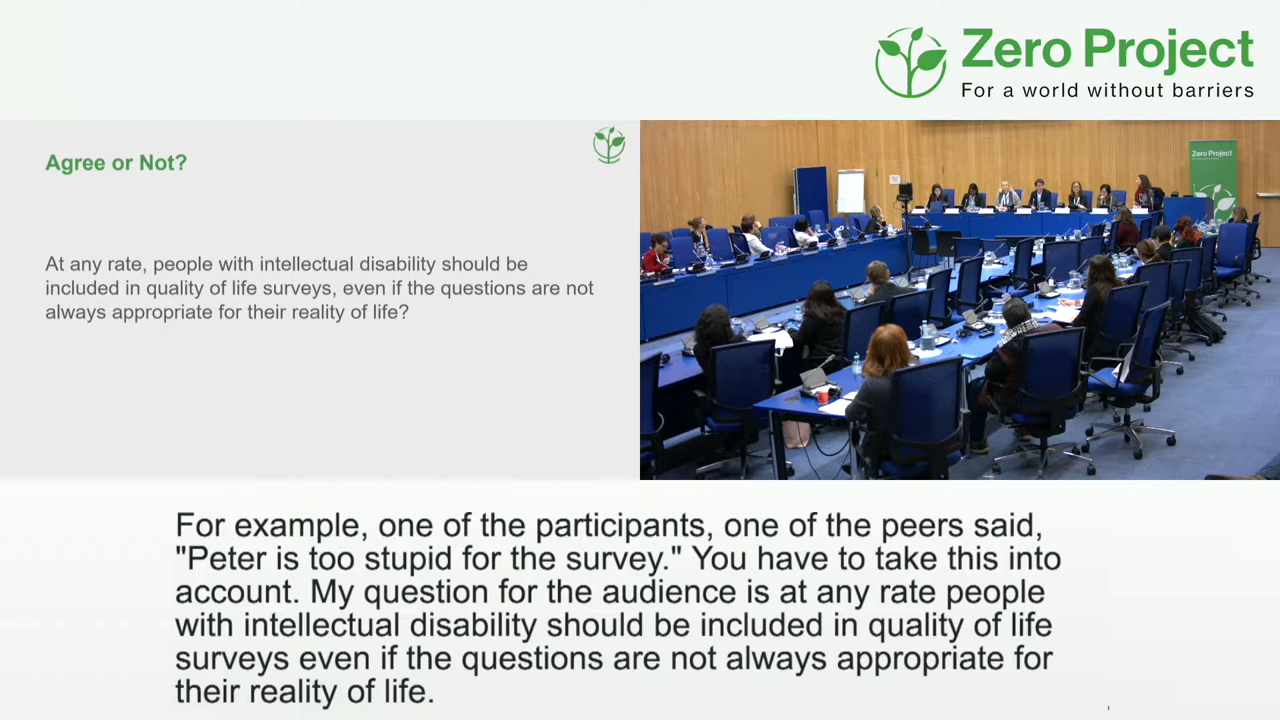 Zero Project
For a world without barriers
Agree or Not?
At any rate, people with intellectual disability should be
included in quality of life surveys, even if the questions are not
always appropriate for their reality of life?
Zero Project
For example, one of the participants, one of the peers said,
"Peter is too stupid for the survey." You have to take this into
account. My question for the audience is at any rate people
with intellectual disability should be included in quality of life
surveys even if the questions are not always appropriate for
their reality of life.